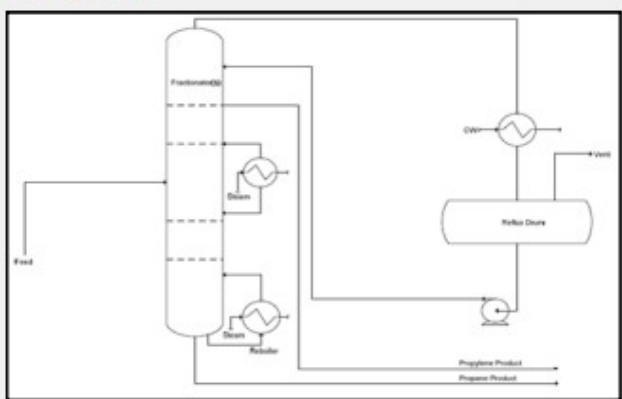 Fractionator(s)
CW
Vent
Steam
Reflux Drum
Feed
Steam
Reboiler
Propylene Product
Propane Product